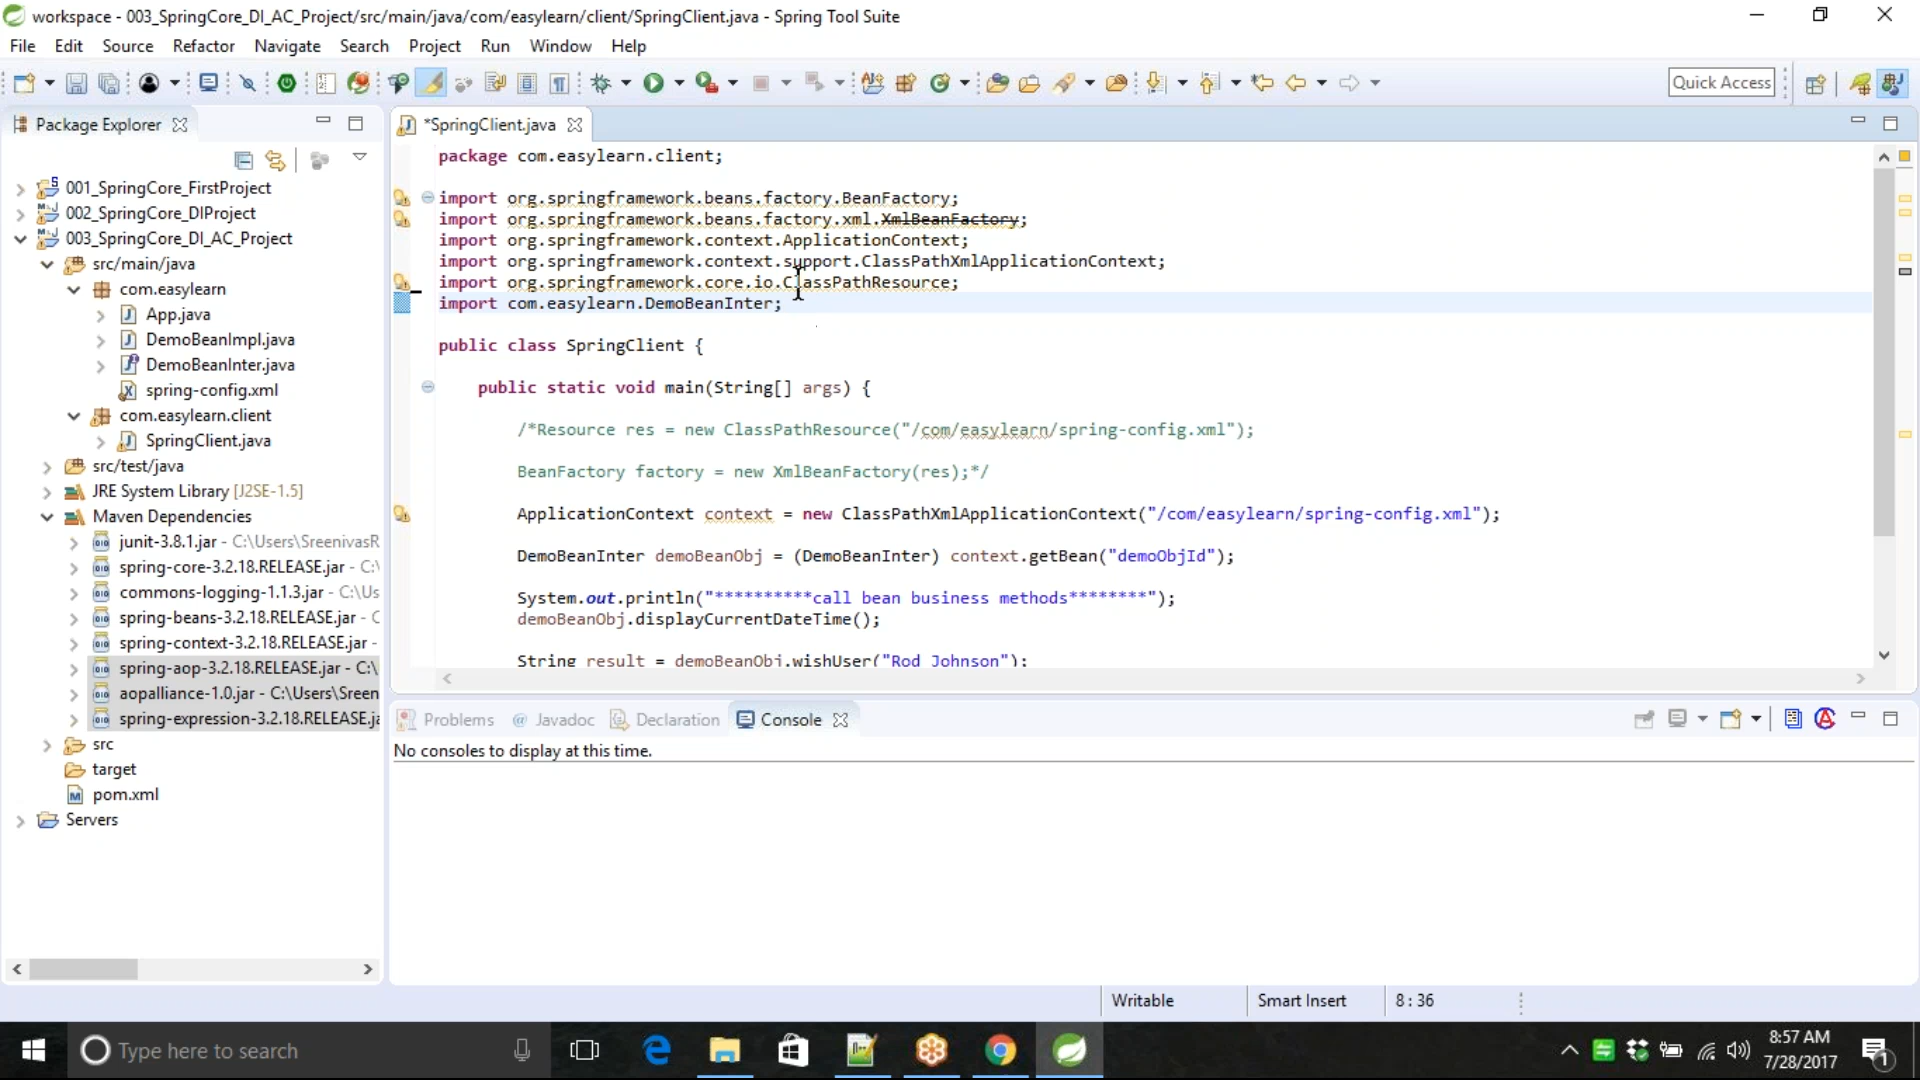 workspace - 003_SpringCore_DI_AC_Project/src/main/java/com/easylearn/client/SpringClient.java - Spring Tool Suite
File Edit Source Refactor Navigate Search Project Run Window Help
Quick Access
Package Explorer
001_SpringCore_FirstProject
002_SpringCore_DIProject
003_SpringCore_DI_AC_Project
src/main/java
com.easylearn
App.java
DemoBeanImpl.java
DemoBeanInter.java
spring-config.xml
com.easylearn.client
SpringClient.java
src/test/java
JRE System Library [J2SE-1.5]
Maven Dependencies
junit-3.8.1.jar - C:\Users\SreenivasR
spring-core-3.2.18.RELEASE.jar - C:\
commons-logging-1.1.3.jar - C:\Us
spring-beans-3.2.18.RELEASE.jar - C
spring-context-3.2.18.RELEASE.jar -
spring-aop-3.2.18.RELEASE.jar - C:\
aopalliance-1.0.jar - C:\Users\Sreen
spring-expression-3.2.18.RELEASE.ja
src
target
pom.xml
Servers
*SpringClient.java
package com.easylearn.client;
import org.springframework.beans.factory.BeanFactory;
import org.springframework.beans.factory.xml.XmlBeanFactory;
import org.springframework.context.ApplicationContext;
import org.springframework.context.support.ClassPathXmlApplicationContext;
import org.springframework.core.io.ClassPathResource;
import com.easylearn.DemoBeanInter;
public class SpringClient {
public static void main(String[] args) {
/*Resource res = new ClassPathResource("/com/easylearn/spring-config.xml");
BeanFactory factory = new XmlBeanFactory(res);*/
ApplicationContext context = new ClassPathXmlApplicationContext("/com/easylearn/spring-config.xml");
DemoBeanInter demoBeanObj = (DemoBeanInter) context.getBean("demoObjId");
System.out.println("**********call bean business methods********");
demoBeanObj.displayCurrentDateTime();
String result = demoBeanObj.wishUser("Rod Johnson");
Problems @ Javadoc Declaration Console
No consoles to display at this time.
Writable Smart Insert 8 : 36
Type here to search
8:57 AM
7/28/2017
1